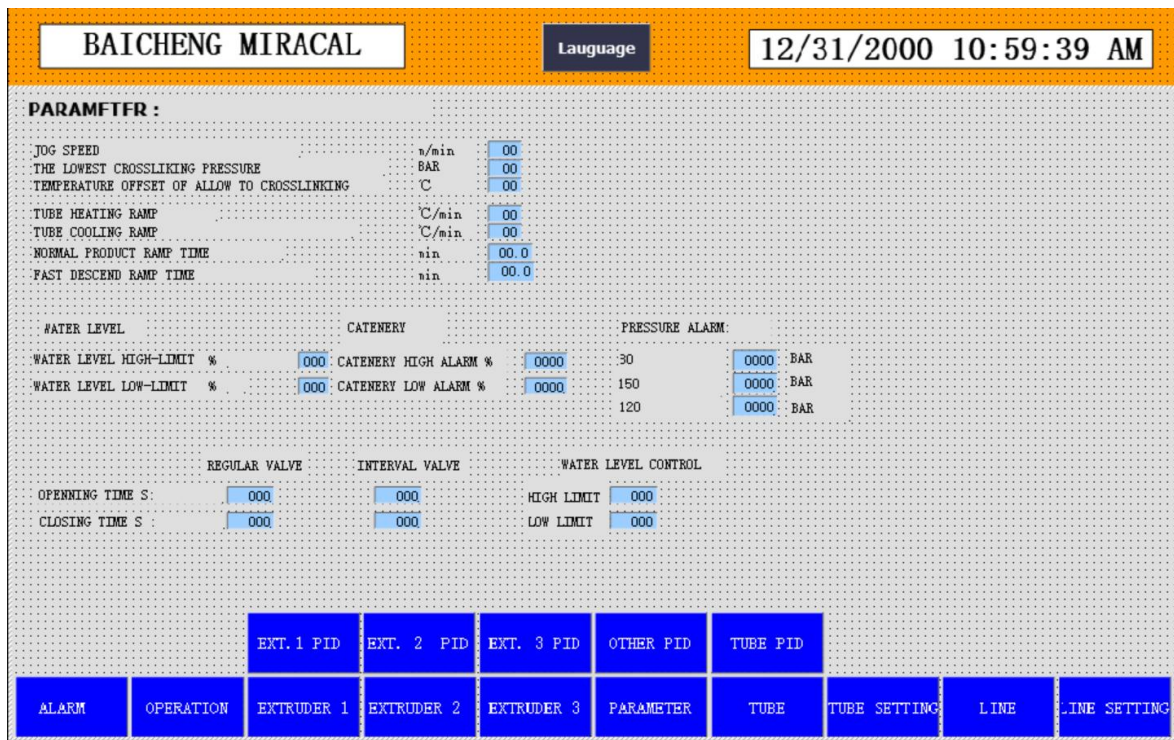 BAICHENG MIRACAL Lauguage 12/31/2000 10:59:39 AM
PARAMETER :
JOG SPEED m/min 00
THE LOWEST CROSSLIKING PRESSURE BAR 00
TEMPERATURE OFFSET OF ALLOW TO CROSSLINKING ℃ 00
TUBE HEATING RAMP ℃/min 00
TUBE COOLING RAMP ℃/min 00
NORMAL PRODUCT RAMP TIME min 00.0
FAST DESCEND RAMP TIME min 00.0
WATER LEVEL CATENERY PRESSURE ALARM:
WATER LEVEL HIGH-LIMIT % 000 CATENERY HIGH ALARM % 0000 30 0000 BAR
WATER LEVEL LOW-LIMIT % 000 CATENERY LOW ALARM % 0000 150 0000 BAR
120 0000 BAR
REGULAR VALVE INTERVAL VALVE WATER LEVEL CONTROL
OPENNING TIME S: 000 000 HIGH LIMIT 000
CLOSING TIME S : 000 000 LOW LIMIT 000
EXT.1 PID EXT. 2 PID EXT. 3 PID OTHER PID TUBE PID
ALARM OPERATION EXTRUDER 1 EXTRUDER 2 EXTRUDER 3 PARAMETER TUBE TUBE SETTING LINE LINE SETTING